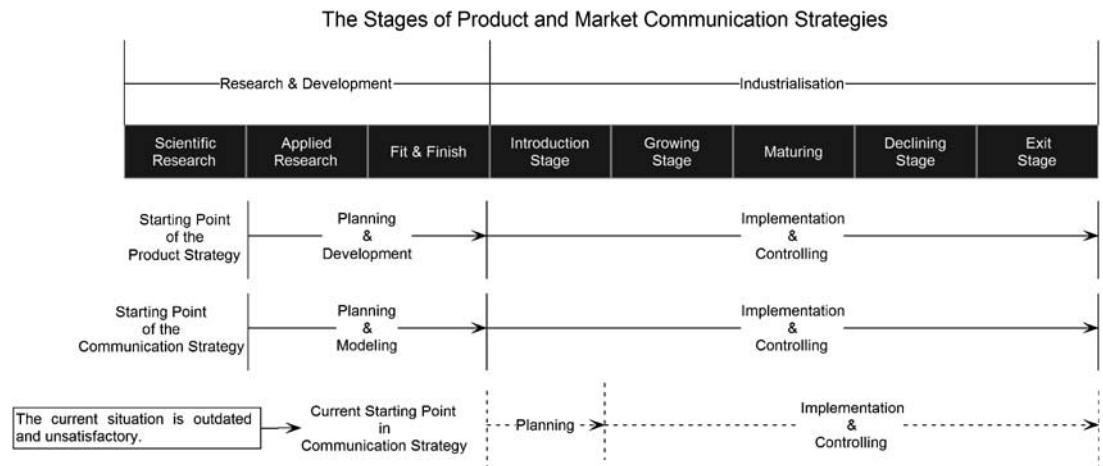 The Stages of Product and Market Communication Strategies
Research & Development
Industrialisation
Scientific
Research
Applied
Research
Fit & Finish
Introduction
Stage
Growing
Stage
Maturing
Declining
Stage
Exit
Stage
Starting Point
of the
Product Strategy
Planning
&
Development
Implementation
&
Controlling
Starting Point
of the
Communication Strategy
Planning
&
Modeling
Implementation
&
Controlling
The current situation is outdated
and unsatisfactory.
Current Starting Point
in
Communication Strategy
Planning
Implementation
&
Controlling